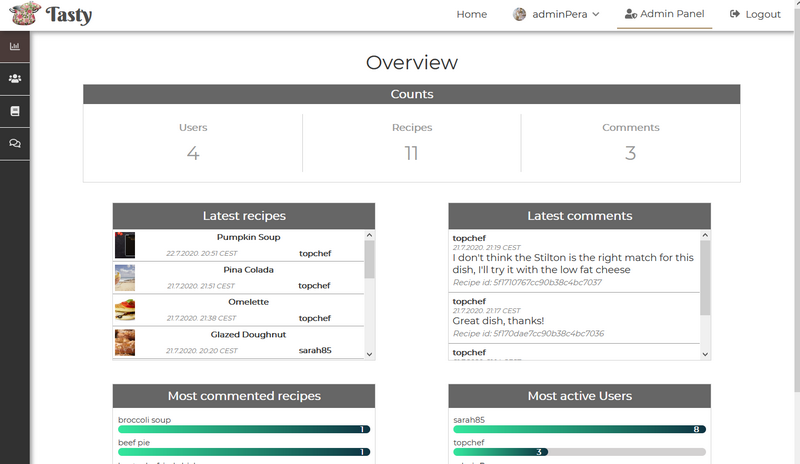 Tasty
Home
adminPera
Admin Panel
Logout
Overview
Counts
Users
4
Recipes
11
Comments
3
Latest recipes
Pumpkin Soup
22.7.2020. 20:51 CEST
topchef
Pina Colada
21.7.2020. 21:51 CEST
topchef
Omelette
21.7.2020. 21:38 CEST
topchef
Glazed Doughnut
21.7.2020. 20:20 CEST
sarah85
Latest comments
topchef
21.7.2020. 21:19 CEST
I don't think the Stilton is the right match for this
dish, I'll try it with the low fat cheese
Recipe id: 5f1710767cc90b38c4bc7037
topchef
21.7.2020. 21:17 CEST
Great dish, thanks!
Recipe id: 5f170dae7cc90b38c4bc7036
topchef
Most commented recipes
broccoli soup
1
beef pie
1
Most active Users
sarah85
8
topchef
3